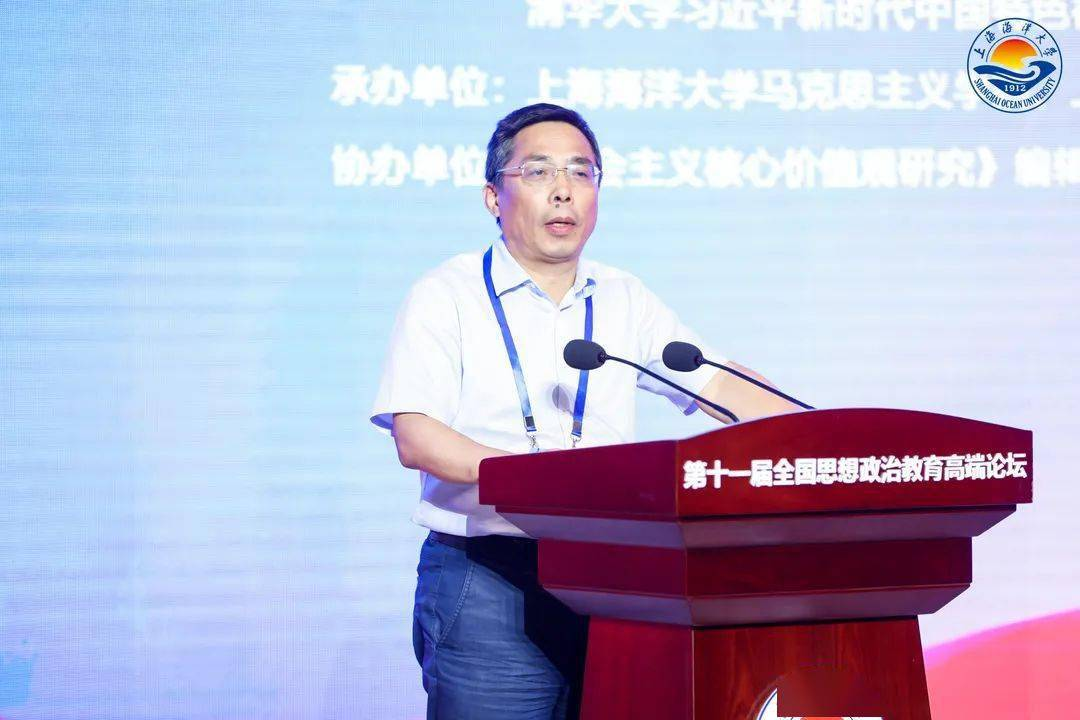 清华大学习近平新时代中国特色社
承办单位：上海海洋大学马克思主义学
上海海洋大学
SHANGHAI OCEAN UNIVERSITY
1912
协办单位 会主义核心价值观研究》编辑
第十一届全国思想政治教育高端论坛